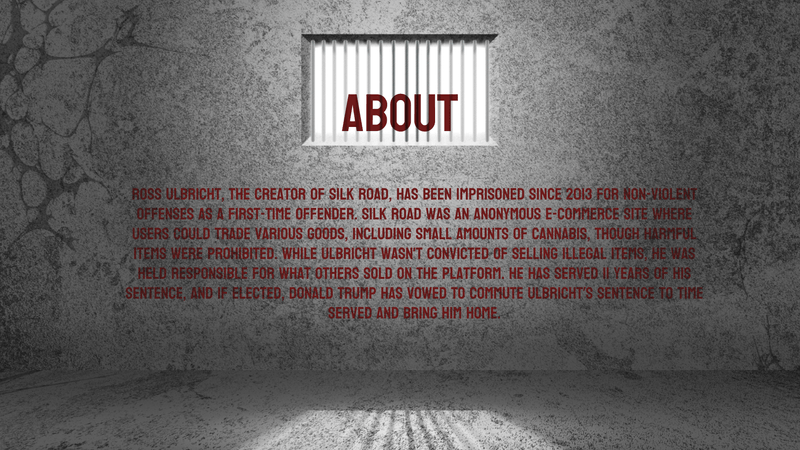 ABOUT
ROSS ULBRICHT, THE CREATOR OF SILK ROAD, HAS BEEN IMPRISONED SINCE 2013 FOR NON-VIOLENT
OFFENSES AS A FIRST-TIME OFFENDER. SILK ROAD WAS AN ANONYMOUS E-COMMERCE SITE WHERE
USERS COULD TRADE VARIOUS GOODS, INCLUDING SMALL AMOUNTS OF CANNABIS, THOUGH HARMFUL
ITEMS WERE PROHIBITED. WHILE ULBRICHT WASN'T CONVICTED OF SELLING ILLEGAL ITEMS, HE WAS
HELD RESPONSIBLE FOR WHAT OTHERS SOLD ON THE PLATFORM. HE HAS SERVED 11 YEARS OF HIS
SENTENCE, AND IF ELECTED, DONALD TRUMP HAS VOWED TO COMMUTE ULBRICHT'S SENTENCE TO TIME
SERVED AND BRING HIM HOME.